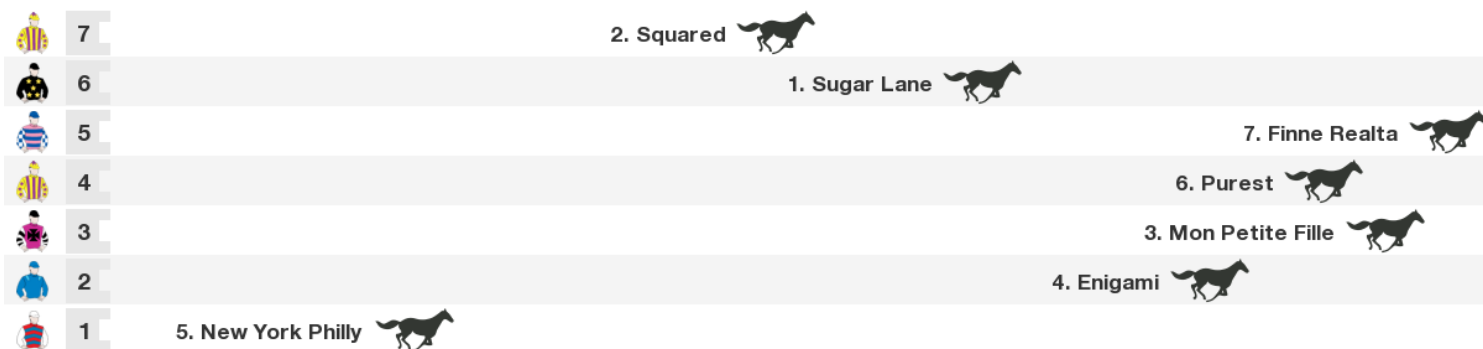 7 2. Squared
6 1. Sugar Lane
5 7. Finne Realta
4 6. Purest
3 3. Mon Petite Fille
2 4. Enigami
1 5. New York Philly